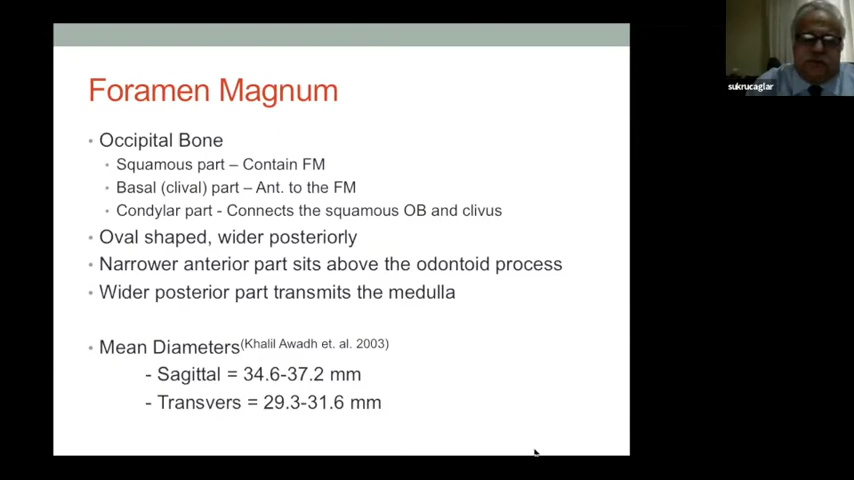 Foramen Magnum
• Occipital Bone
• Squamous part – Contain FM
• Basal (clival) part – Ant. to the FM
• Condylar part - Connects the squamous OB and clivus
• Oval shaped, wider posteriorly
• Narrower anterior part sits above the odontoid process
• Wider posterior part transmits the medulla
• Mean Diameters(Khalil Awadh et. al. 2003)
- Sagittal = 34.6-37.2 mm
- Transvers = 29.3-31.6 mm
sukrucaglar